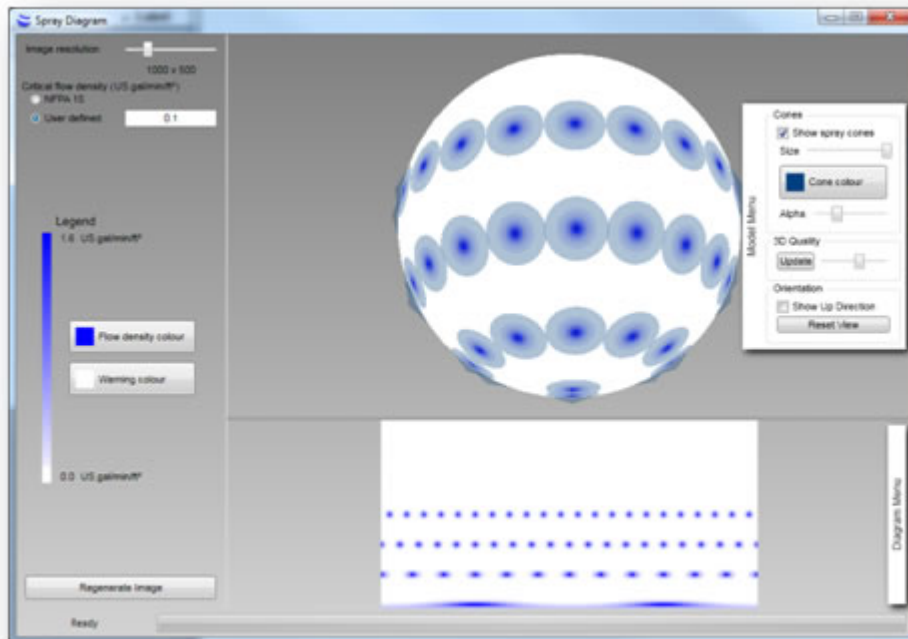 Spray Diagram
Image resolution
1000 x 500
Critical flow density (US gal/min/ft²)
NFPA 15
User defined
0.1
Legend
1.6 US gal/min/ft²
Flow density colour
Warning colour
0.0 US gal/min/ft²
Regenerate Image
Ready
Model Menu
Cones
Show spray cones
Size
Cone colour
Alpha
3D Quality
Update
Orientation
Show Up Direction
Reset View
Diagram Menu